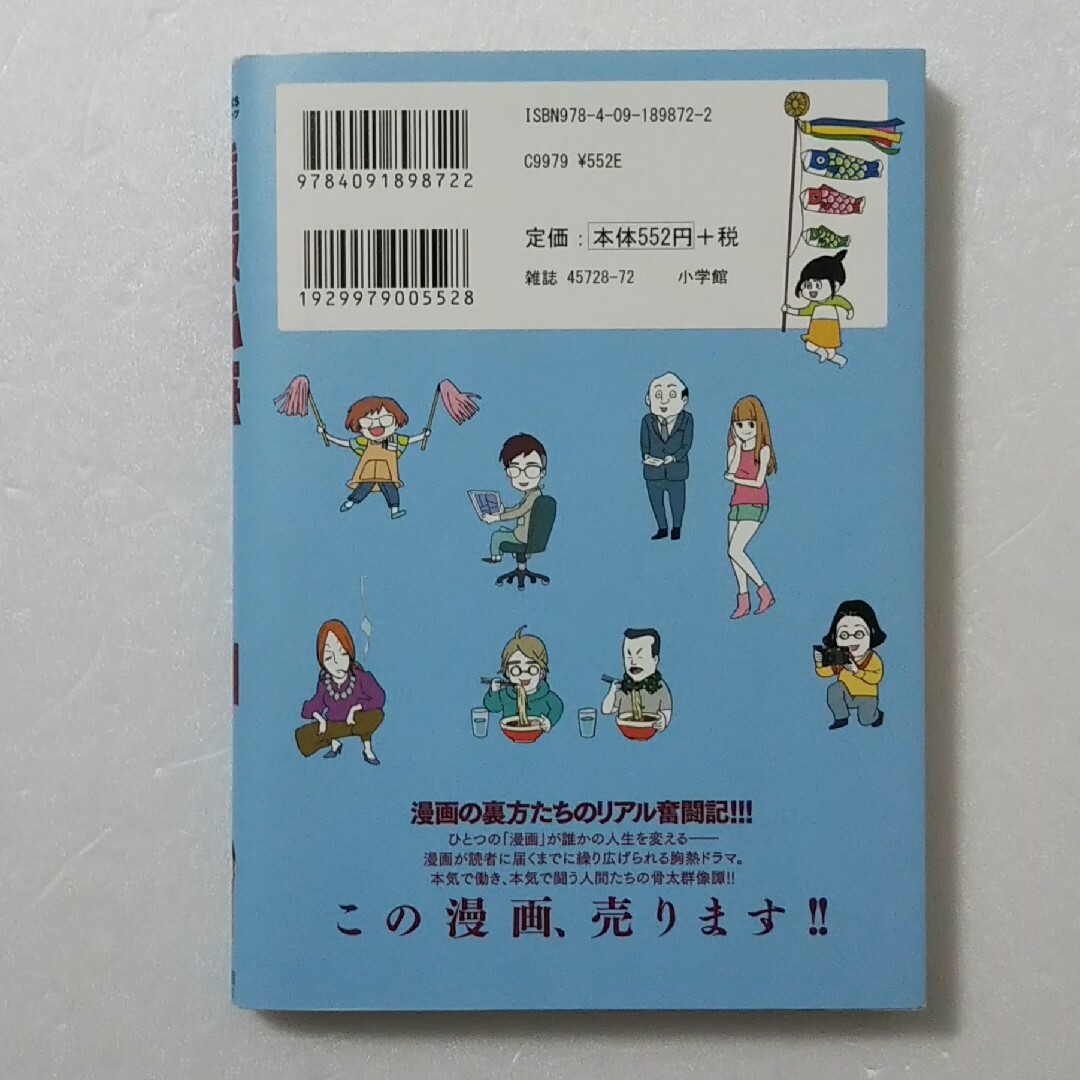 ISBN978-4-09-189872-2
9784091898722
C9979 ¥552E
定価：本体552円+税
1929979005528
雑誌 45728-72 小学館
漫画の裏方たちのリアル奮闘記!!!
ひとつの「漫画」が誰かの人生を変える――
漫画が読者に届くまでに繰り広げられる胸熱ドラマ。
本気で働き、本気で闘う人間たちの骨太群像譚!!
この漫画、売ります!!